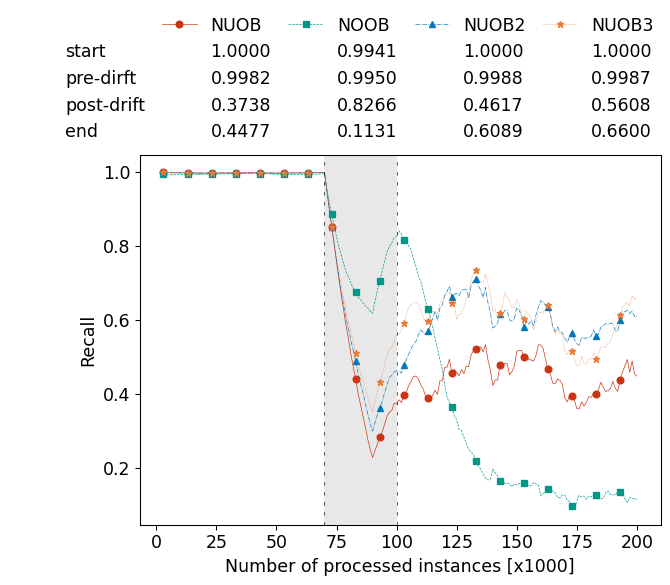 NUOB NOOB NUOB2 NUOB3
start 1.0000 0.9941 1.0000 1.0000
pre-dirft 0.9982 0.9950 0.9988 0.9987
post-drift 0.3738 0.8266 0.4617 0.5608
end 0.4477 0.1131 0.6089 0.6600
1.0
0.8
0.6
0.4
0.2
Recall
0 25 50 75 100 125 150 175 200
Number of processed instances [x1000]